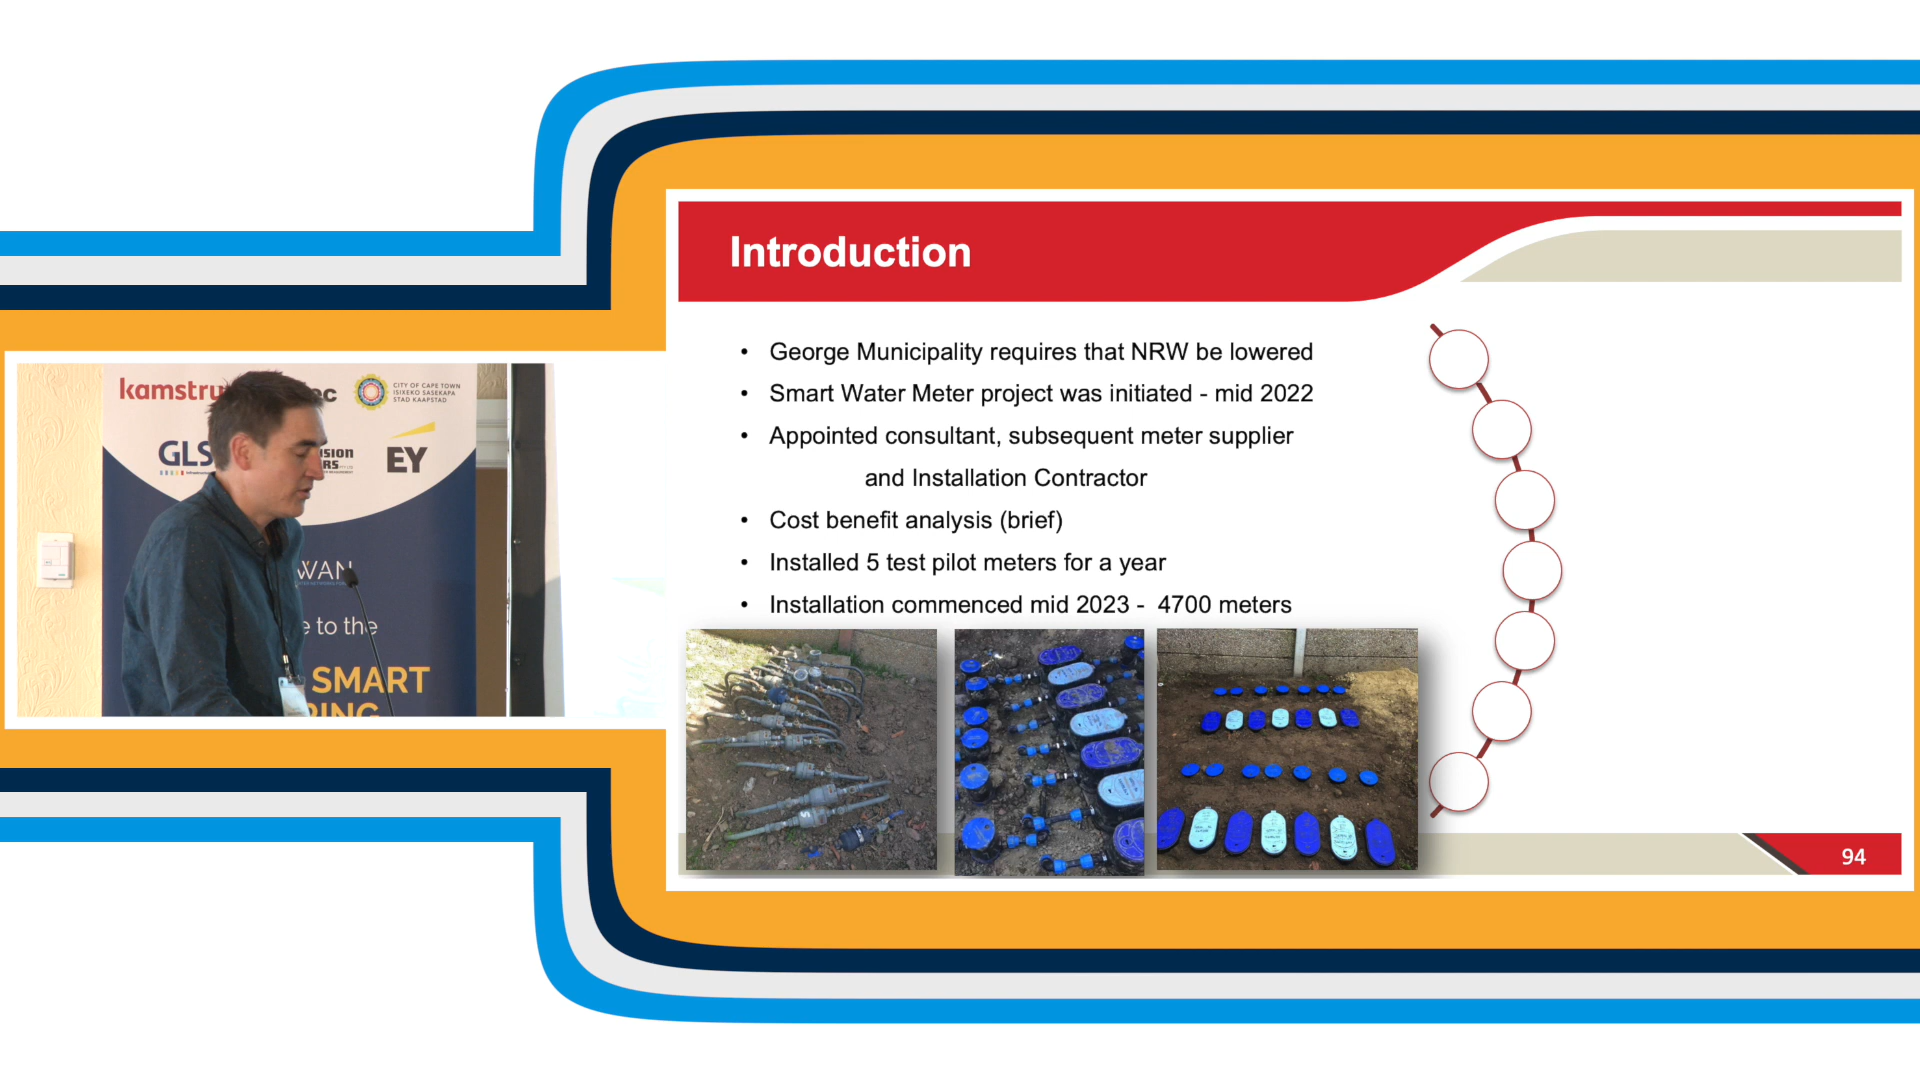 Introduction
• George Municipality requires that NRW be lowered
• Smart Water Meter project was initiated - mid 2022
• Appointed consultant, subsequent meter supplier
and Installation Contractor
• Cost benefit analysis (brief)
• Installed 5 test pilot meters for a year
• Installation commenced mid 2023 - 4700 meters
94
kamstru
CITY OF CAPE TOWN
ISIXEKO SASEKAPA
STAD KAAPSTAD
GLS
EY
to the
SMART